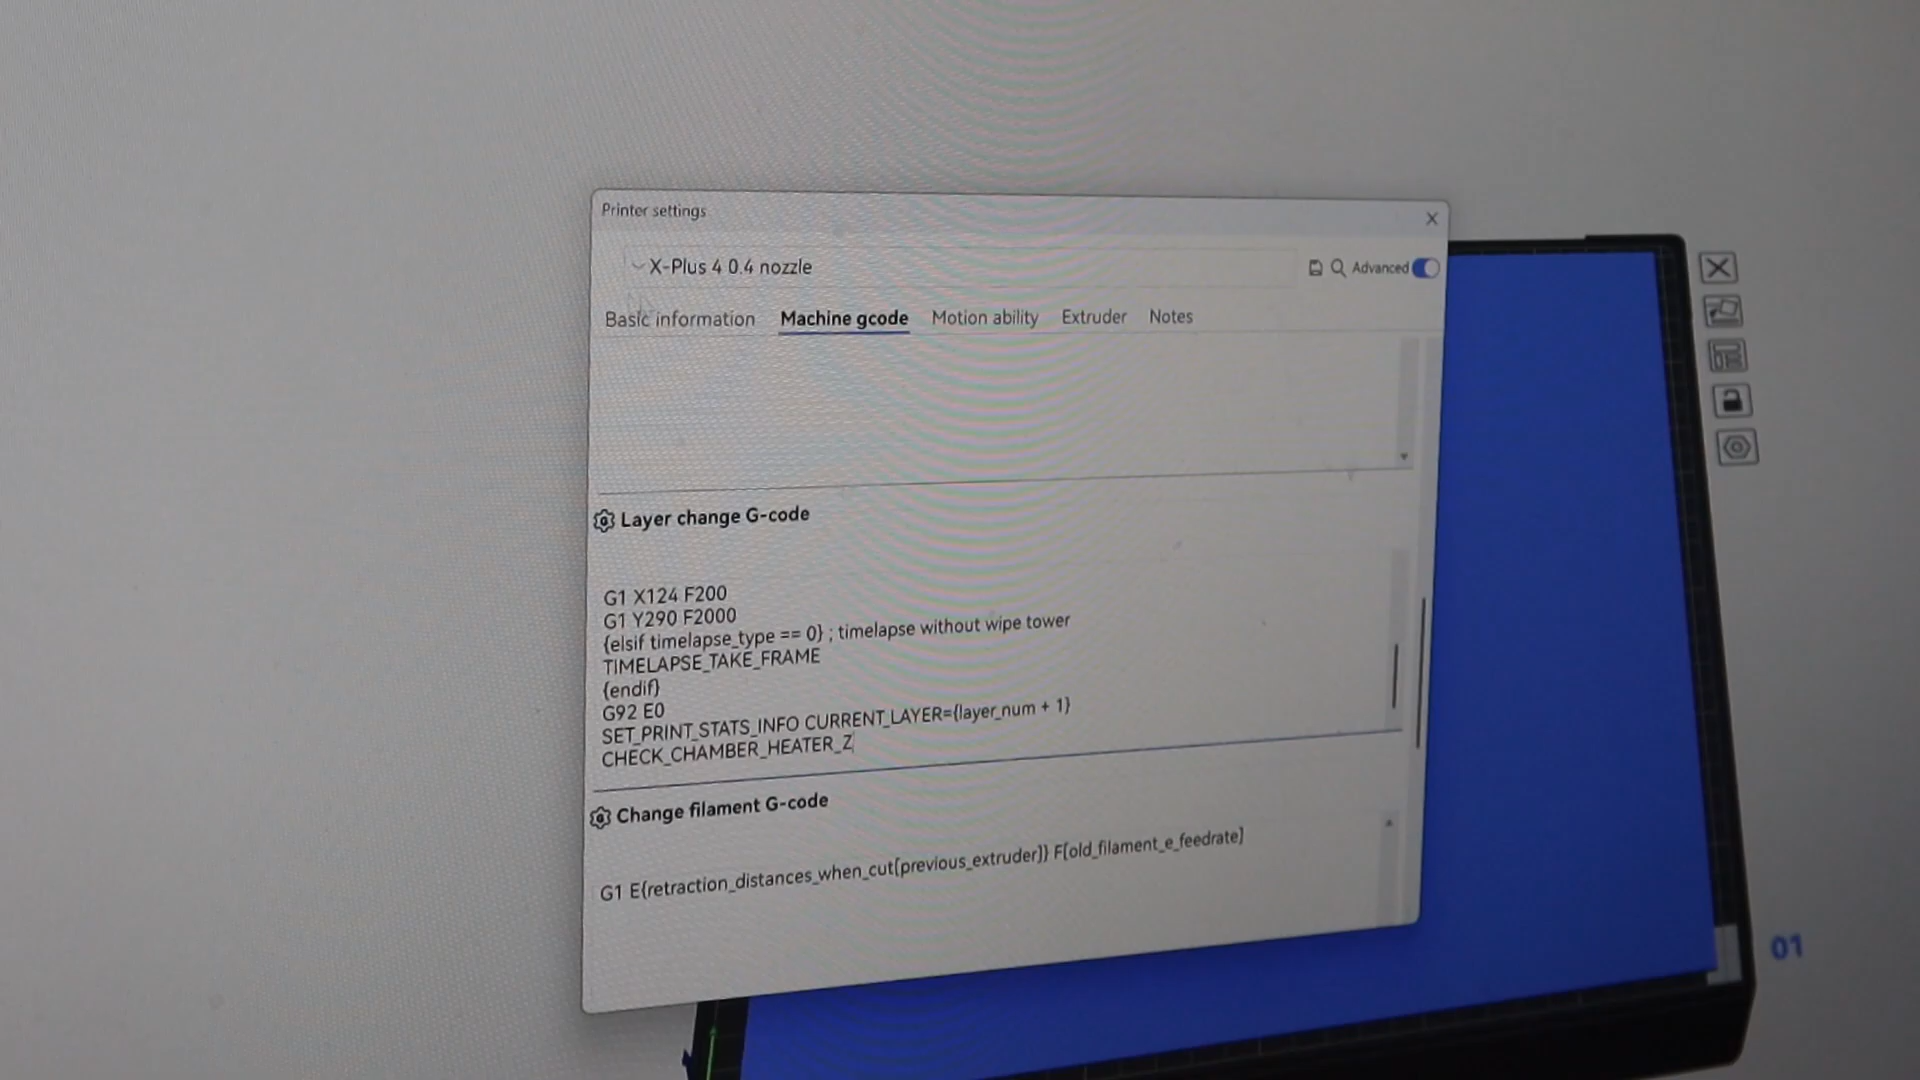 Printer settings
X-Plus 4 0.4 nozzle
Advanced
Basic information Machine gcode Motion ability Extruder Notes
Layer change G-code
G1 X124 F200
G1 Y290 F2000
{elsif timelapse_type == 0} ; timelapse without wipe tower
TIMELAPSE_TAKE_FRAME
{endif}
G92 E0
SET_PRINT_STATS_INFO CURRENT_LAYER={layer_num + 1}
CHECK_CHAMBER_HEATER_Z
Change filament G-code
G1 E{retraction_distances_when_cut[previous_extruder]} F[old_filament_e_feedrate]
01